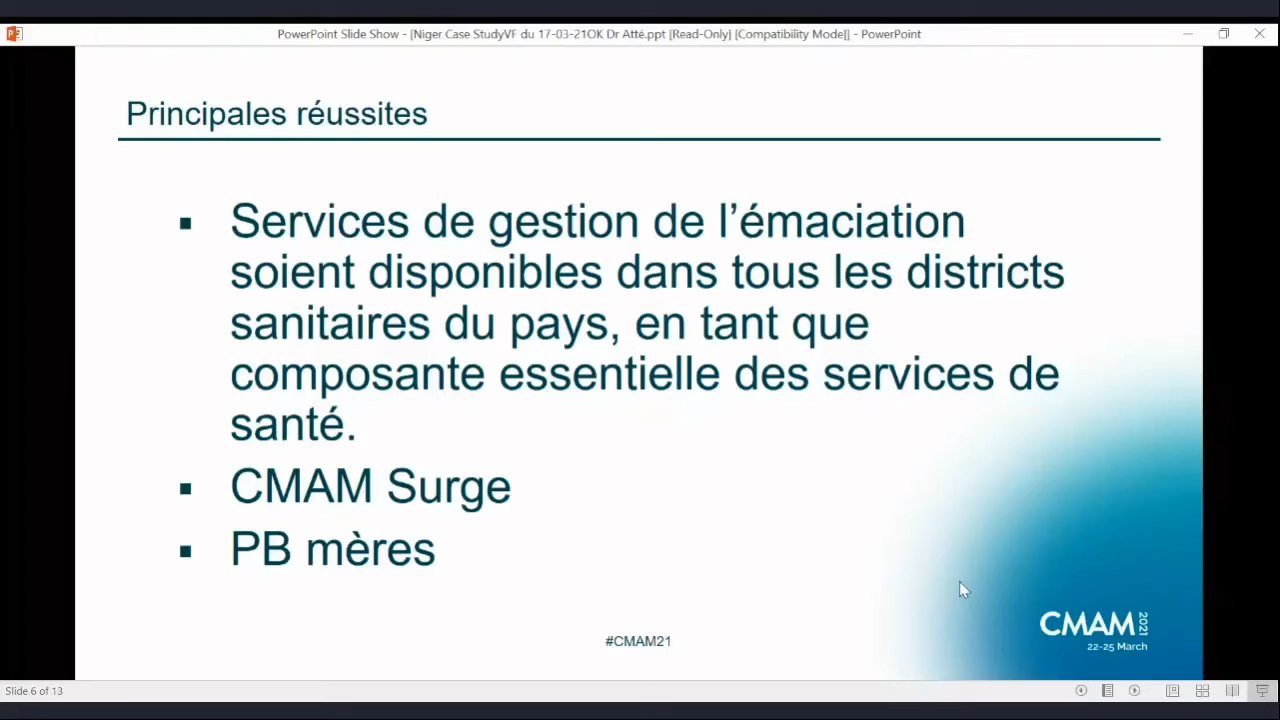 PowerPoint Slide Show - [Niger Case StudyVF du 17-03-21OK Dr Atté.ppt [Read-Only] [Compatibility Mode]] - PowerPoint
Principales réussites
▪ Services de gestion de l’émaciation
soient disponibles dans tous les districts
sanitaires du pays, en tant que
composante essentielle des services de
santé.
▪ CMAM Surge
▪ PB mères
#CMAM21
CMAM 2021
22-25 March
Slide 6 of 13